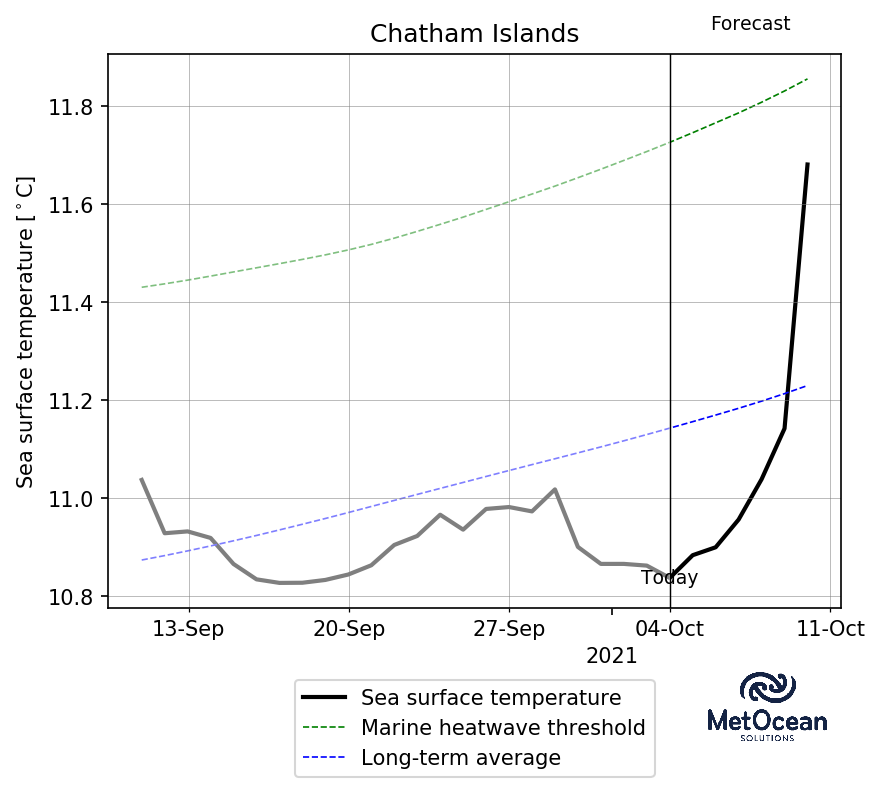 Forecast
Chatham Islands
Sea surface temperature [°C]
11.8
11.6
11.4
11.2
11.0
10.8
Today
13-Sep 20-Sep 27-Sep 04-Oct 11-Oct
2021
Sea surface temperature
Marine heatwave threshold
Long-term average
MetOcean
SOLUTIONS